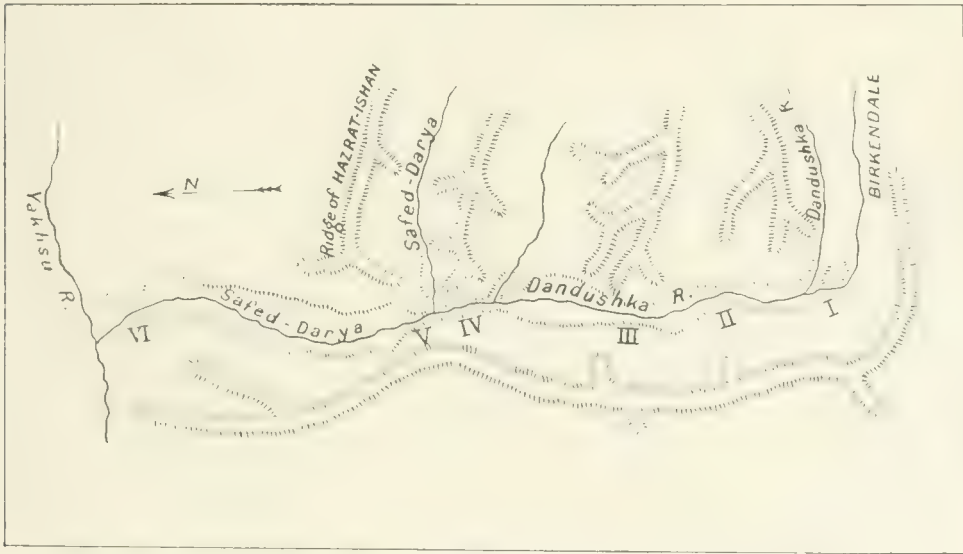 Yakhsu R.
N
Ridge of HAZRAT-ISHAN
Safed-Darya
Dandushka R.
BIRKENDALE
Safed-Darya
Dandushka R.
VI
V
IV
III
II
I